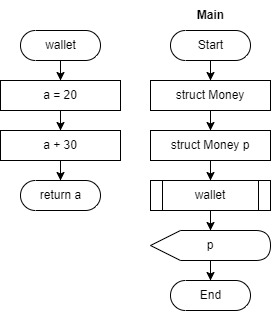 Main
wallet
a = 20
a + 30
return a
Start
struct Money
struct Money p
wallet
p
End